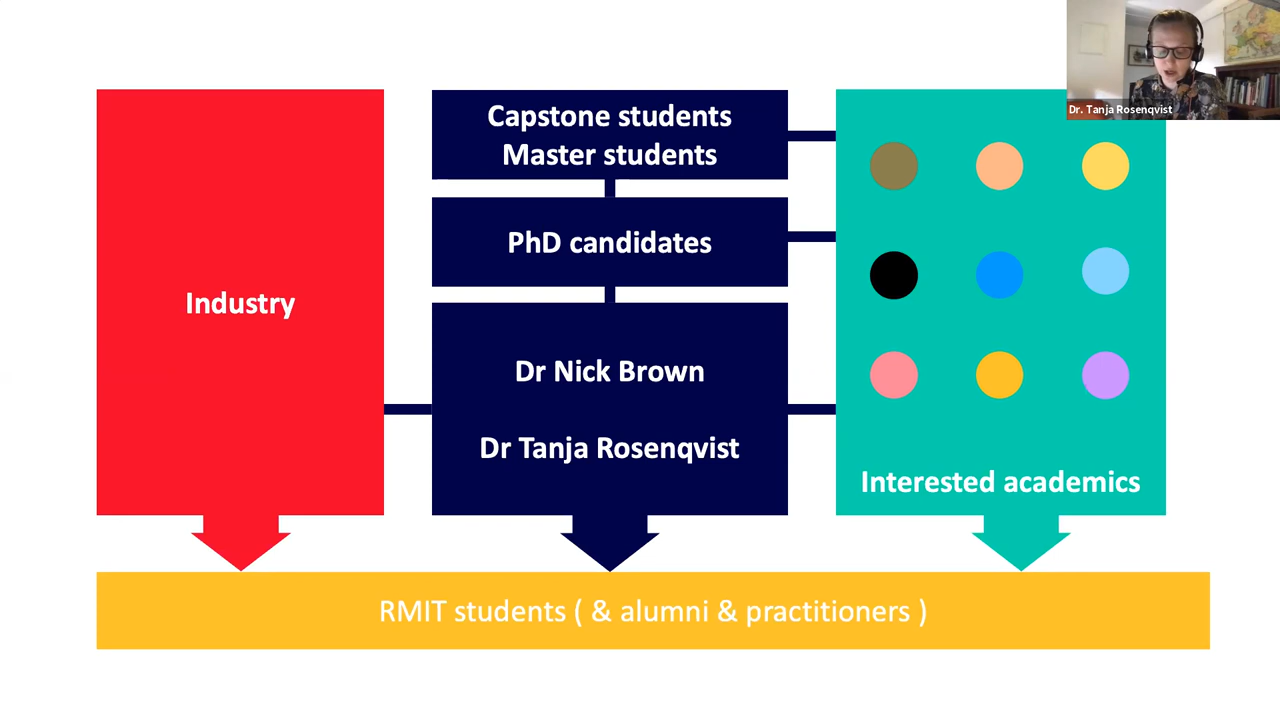 Dr. Tanja Rosenqvist
Capstone students
Master students
PhD candidates
Industry
Dr Nick Brown
Dr Tanja Rosenqvist
Interested academics
RMIT students ( & alumni & practitioners )